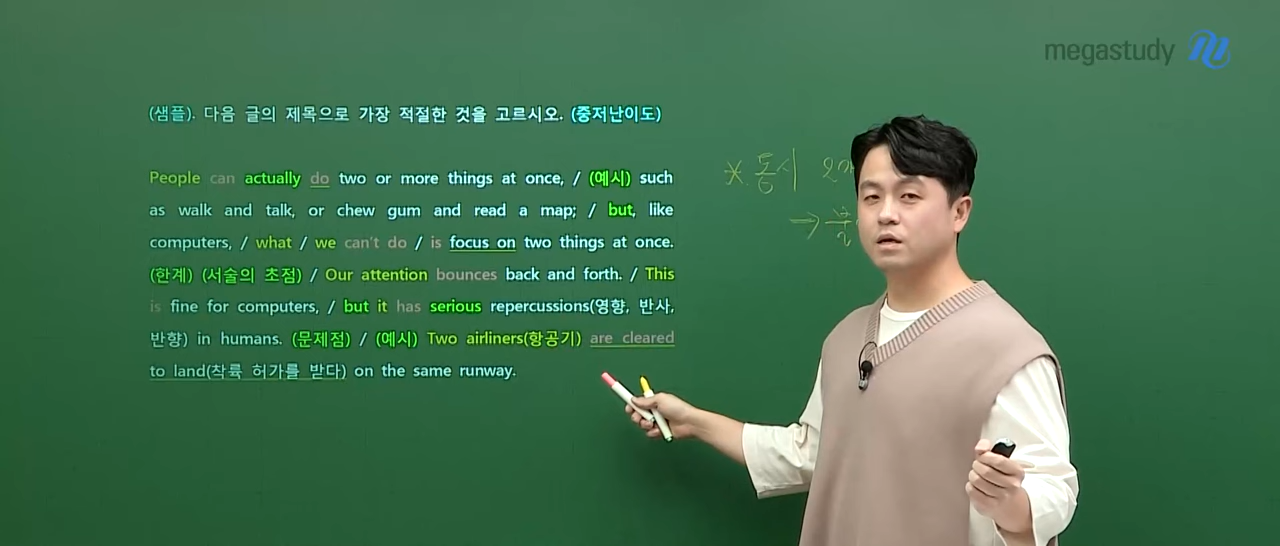 megastudy
(샘플). 다음 글의 제목으로 가장 적절한 것을 고르시오. (중저난이도)
People can actually do two or more things at once, / (예시) such
as walk and talk, or chew gum and read a map; / but, like
computers, / what / we can't do / is focus on two things at once.
(한계) (서술의 초점) / Our attention bounces back and forth. / This
is fine for computers, / but it has serious repercussions(영향, 반사,
반향) in humans. (문제점) / (예시) Two airliners(항공기) are cleared
to land(착륙 허가를 받다) on the same runway.
* 동시
→